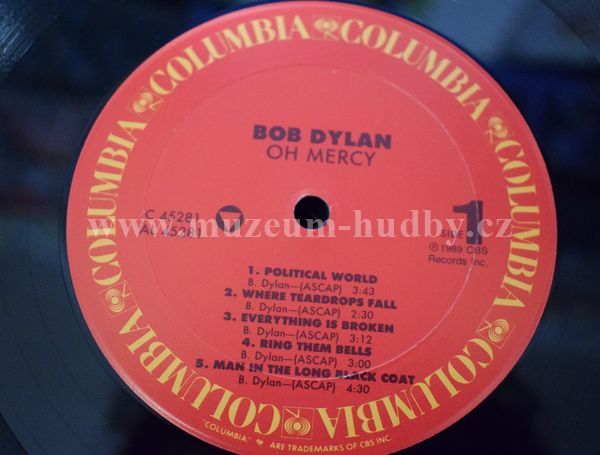 COLUMBIA COLUMBIA COLUMBIA COLUMBIA COLUMBIA COLUMBIA COLUMBIA
BOB DYLAN
OH MERCY
C 45281
AL 45281
SIDE 1
℗ 1989 CBS
Records Inc.
www.muzeum-hudby.cz
1. POLITICAL WORLD
B. Dylan—(ASCAP) 3:43
2. WHERE TEARDROPS FALL
B. Dylan—(ASCAP) 2:30
3. EVERYTHING IS BROKEN
B. Dylan—(ASCAP) 3:12
4. RING THEM BELLS
B. Dylan—(ASCAP) 3:00
5. MAN IN THE LONG BLACK COAT
B. Dylan—(ASCAP) 4:30
"COLUMBIA," ARE TRADEMARKS OF CBS INC.